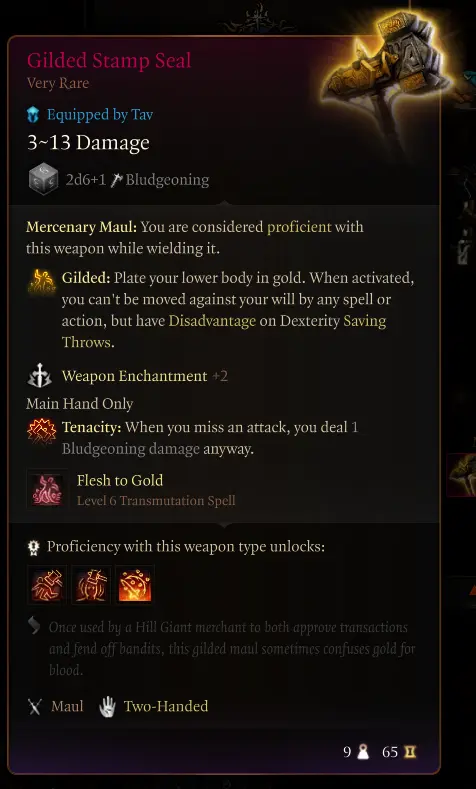 Gilded Stamp Seal
Very Rare
Equipped by Tav
3~13 Damage
2d6+1 Bludgeoning
Mercenary Maul: You are considered proficient with
this weapon while wielding it.
Gilded: Plate your lower body in gold. When activated,
you can't be moved against your will by any spell or
action, but have Disadvantage on Dexterity Saving
Throws.
Weapon Enchantment +2
Main Hand Only
Tenacity: When you miss an attack, you deal 1
Bludgeoning damage anyway.
Flesh to Gold
Level 6 Transmutation Spell
Proficiency with this weapon type unlocks:
Once used by a Hill Giant merchant to both approve transactions
and fend off bandits, this gilded maul sometimes confuses gold for
blood.
Maul Two-Handed
9 65